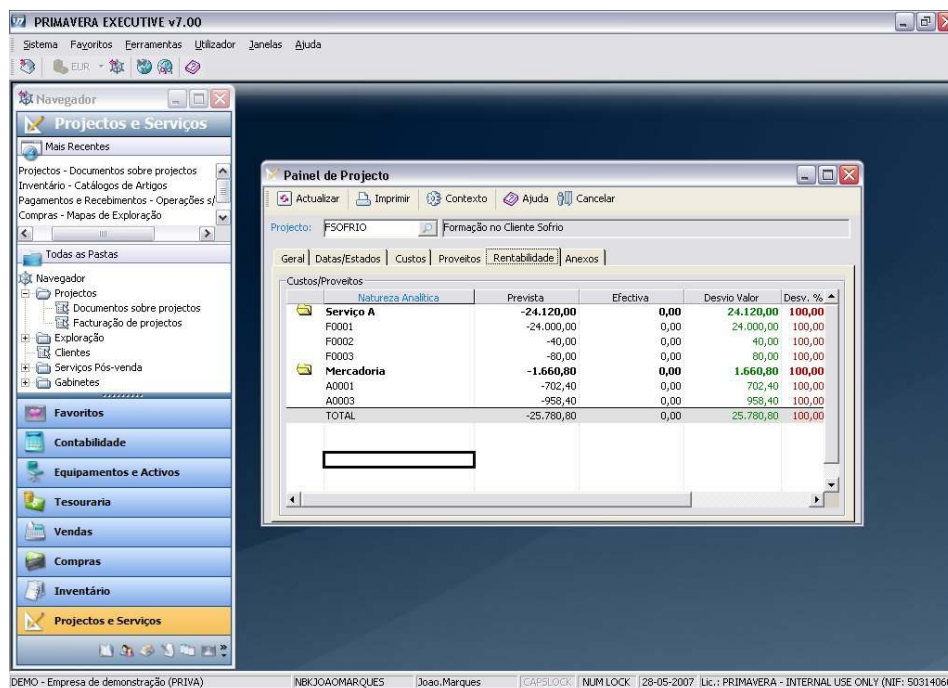 PRIMAVERA EXECUTIVE v7.00
Sistema Favoritos Ferramentas Utilizador Janelas Ajuda
EUR
Navegador
Projectos e Serviços
Mais Recentes
Projectos - Documentos sobre projectos
Inventário - Catálogos de Artigos
Pagamentos e Recebimentos - Operações s/
Compras - Mapas de Exploração
Todas as Pastas
Navegador
Projectos
Documentos sobre projectos
Facturação de projectos
Exploração
Clientes
Serviços Pós-venda
Gabinetes
Favoritos
Contabilidade
Equipamentos e Activos
Tesouraria
Vendas
Compras
Inventário
Projectos e Serviços
Painel de Projecto
Actualizar Imprimir Contexto Ajuda Cancelar
Projecto: FSOFRIO Formação no Cliente Sofrio
Geral Datas/Estados Custos Proveitos Rentabilidade Anexos
Custos/Proveitos
Natureza Analítica Prevista Efectiva Desvio Valor Desv. %
Serviço A -24.120,00 0,00 24.120,00 100,00
F0001 -24.000,00 0,00 24.000,00 100,00
F0002 -40,00 0,00 40,00 100,00
F0003 -80,00 0,00 80,00 100,00
Mercadoria -1.660,80 0,00 1.660,80 100,00
A0001 -702,40 0,00 702,40 100,00
A0003 -958,40 0,00 958,40 100,00
TOTAL -25.780,80 0,00 25.780,80 100,00
DEMO - Empresa de demonstração (PRIVA) NBKJOAOMARQUES Joao.Marques CAPSLOCK NUM LOCK 28-05-2007 Lic.: PRIMAVERA - INTERNAL USE ONLY (NIF: 5031406